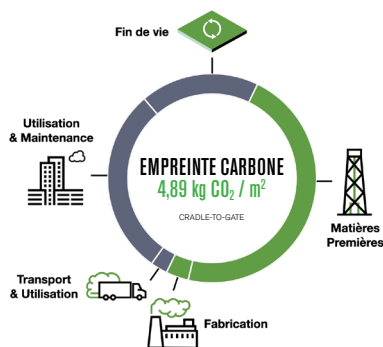 Fin de vie
Utilisation
& Maintenance
EMPREINTE CARBONE
4,89 kg CO₂ / m²
CRADLE-TO-GATE
Matières
Premières
Transport
& Utilisation
Fabrication